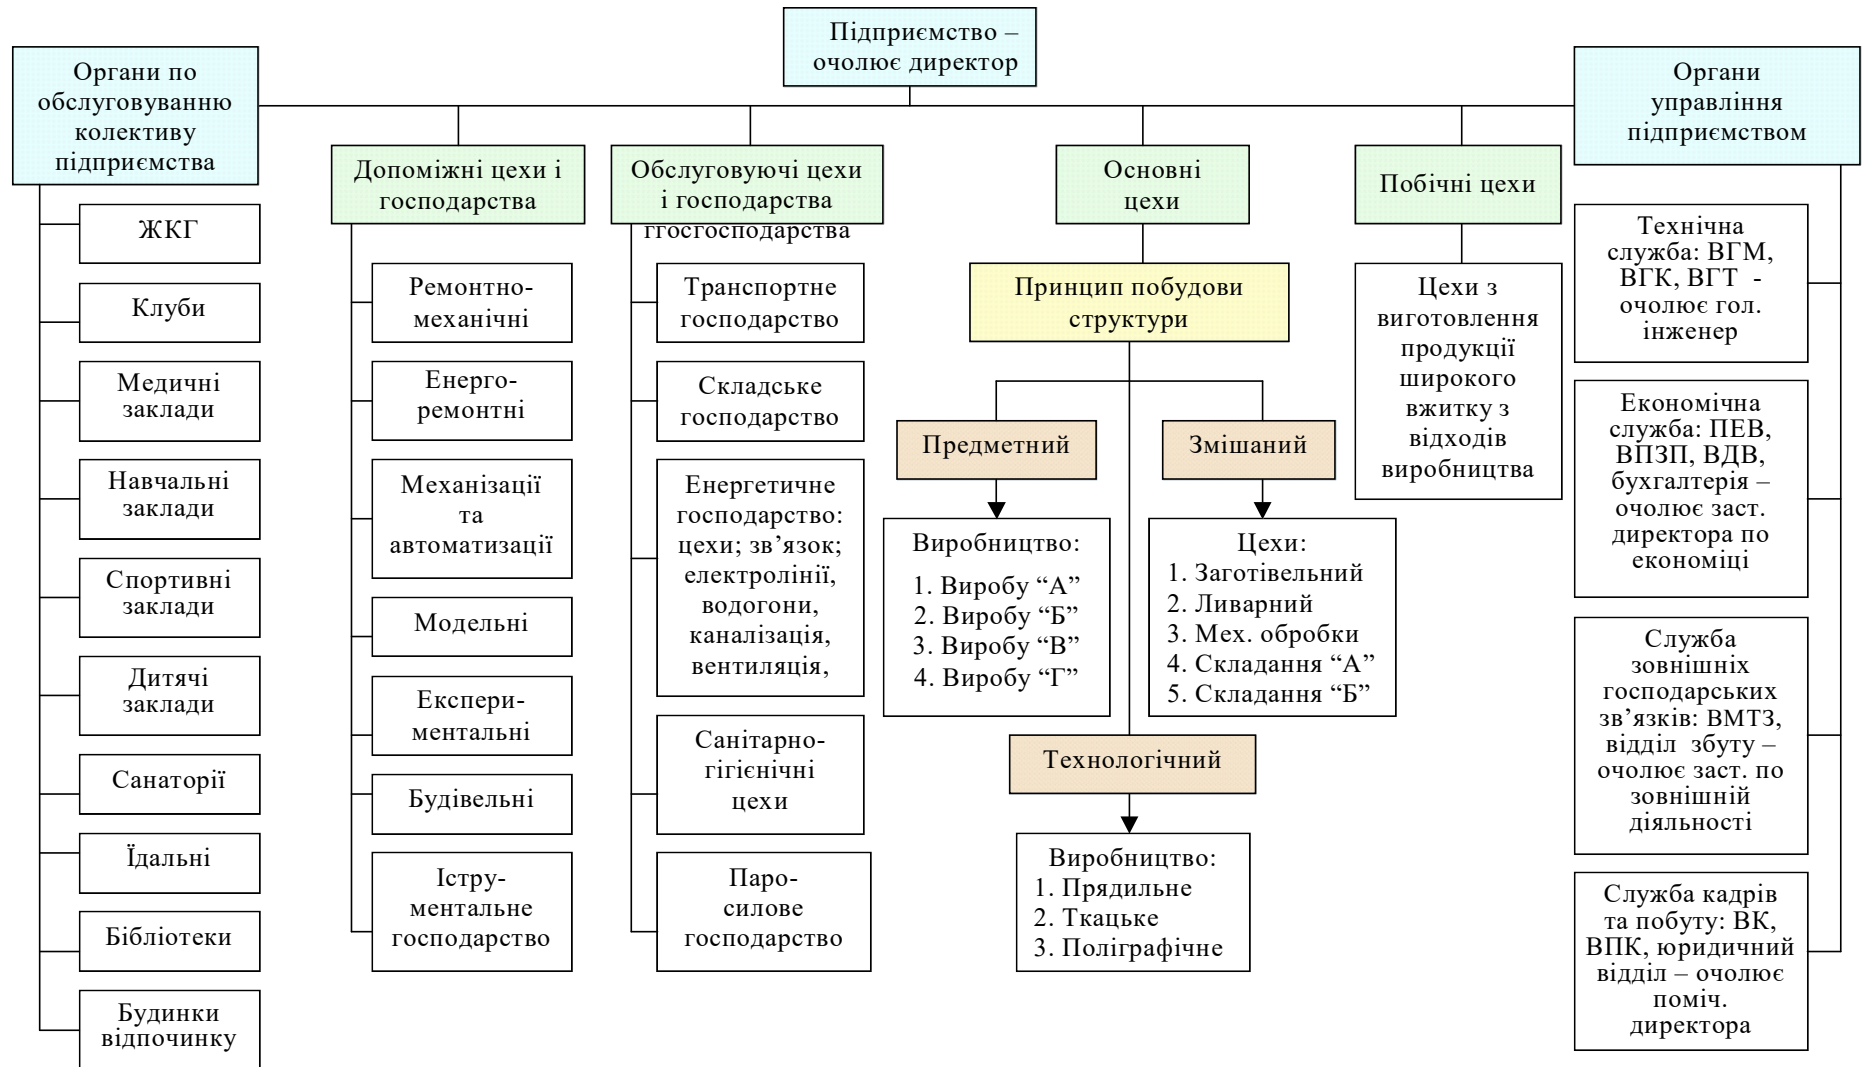 Підприємство –
очолює директор
Органи по
обслуговуванню
колективу
підприємства
ЖКГ
Клуби
Медичні
заклади
Навчальні
заклади
Спортивні
заклади
Дитячі
заклади
Санаторії
Їдальні
Бібліотеки
Будинки
відпочинку
Допоміжні цехи і
господарства
Ремонтно-
механічні
Енерго-
ремонтні
Механізації
та
автоматизації
Модельні
Експери-
ментальні
Будівельні
Істру-
ментальне
господарство
Обслуговуючі цехи
і господарства
ггосгосподарства
Транспортне
господарство
Складське
господарство
Енергетичне
господарство:
цехи; зв’язок;
електролінії,
водогони,
каналізація,
вентиляція,
Санітарно-
гігієнічні
цехи
Паро-
силове
господарство
Основні
цехи
Принцип побудови
структури
Предметний
Виробництво:
1. Виробу “А”
2. Виробу “Б”
3. Виробу “В”
4. Виробу “Г”
Змішаний
Цехи:
1. Заготівельний
2. Ливарний
3. Мех. обробки
4. Складання “А”
5. Складання “Б”
Технологічний
Виробництво:
1. Прядильне
2. Ткацьке
3. Поліграфічне
Побічні цехи
Цехи з
виготовлення
продукції
широкого
вжитку з
відходів
виробництва
Органи
управління
підприємством
Технічна
служба: ВГМ,
ВГК, ВГТ -
очолює гол.
інженер
Економічна
служба: ПЕВ,
ВПЗП, ВДВ,
бухгалтерія –
очолює заст.
директора по
економіці
Служба
зовнішніх
господарських
зв’язків: ВМТЗ,
відділ збуту –
очолює заст. по
зовнішній
діяльності
Служба кадрів
та побуту: ВК,
ВПК, юридичний
відділ – очолює
поміч.
директора